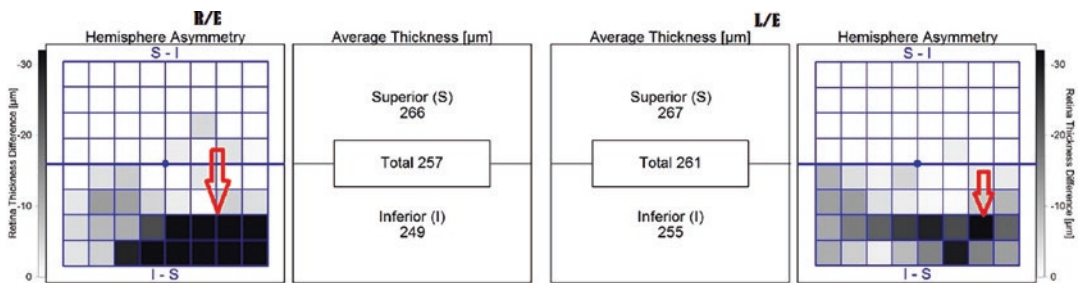 R/E
L/E
Hemisphere Asymmetry
S - I
I - S
-30
-20
-10
0
Retina Thickness Difference [µm]
Average Thickness [µm]
Superior (S)
266
Total 257
Inferior (I)
249
Average Thickness [µm]
Superior (S)
267
Total 261
Inferior (I)
255
Hemisphere Asymmetry
S - I
I - S
-30
-20
-10
0
Retina Thickness Difference [µm]